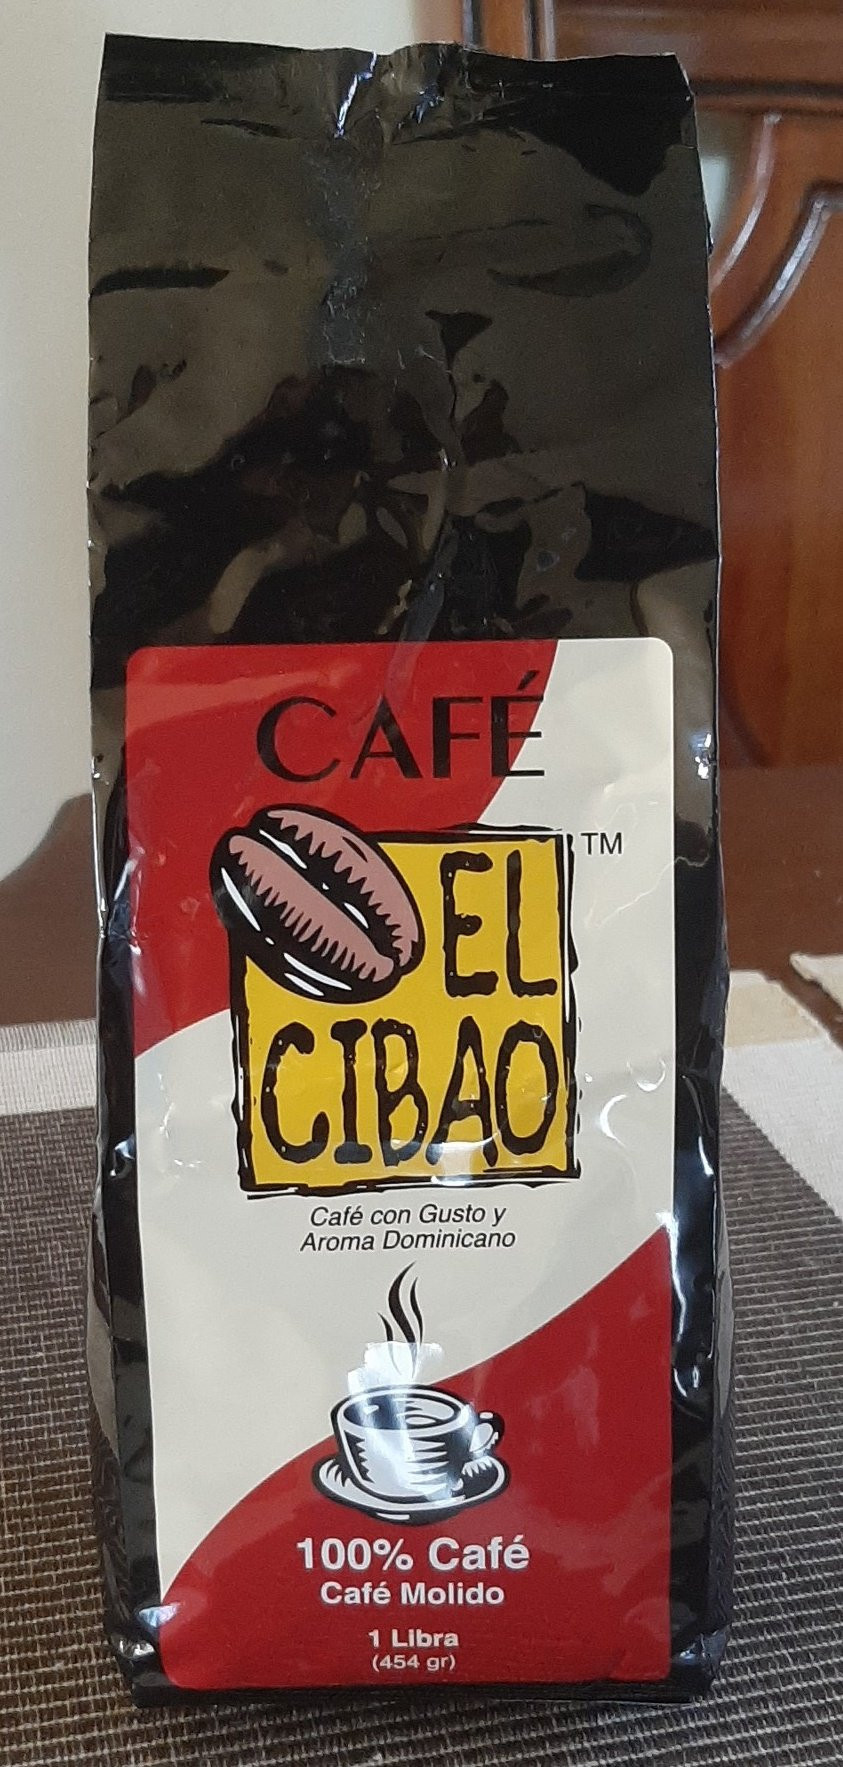 CAFÉ
EL
CIBAO
TM
Café con Gusto y
Aroma Dominicano
100% Café
Café Molido
1 Libra
(454 gr)